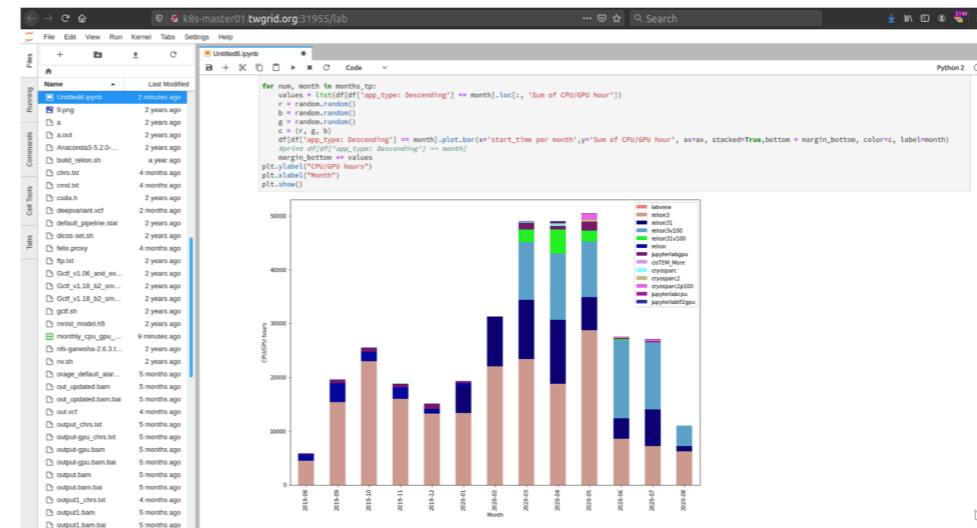 k8s-master01.twgrid.org:31955/lab
Search
File Edit View Run Kernel Tabs Settings Help
Files
Running
Commands
Cell Tools
Tabs
Name
Last Modified
Untitled6.ipynb 2 minutes ago
9.png 2 years ago
a 2 years ago
a.out 2 years ago
Anaconda3-5.2.0-... 2 years ago
build_relion.sh a year ago
chrs.txt 4 months ago
cmd.txt 4 months ago
cuda.h 2 years ago
deepvariant.vcf 2 months ago
default_pipeline.star 2 years ago
dicos-set.sh 2 years ago
felix.proxy 4 months ago
ftp.txt 2 years ago
Gctf_v1.06_and_ex... 2 years ago
Gctf_v1.18_b2_sm... 2 years ago
Gctf_v1.18_b2_sm... 2 years ago
gctf.sh 2 years ago
mnist_model.h5 2 years ago
monthly_cpu_gpu_... 9 minutes ago
nfs-ganesha-2.6.3.t... 2 years ago
nv.sh 2 years ago
orage_default_alar... 5 months ago
out_updated.bam 5 months ago
out_updated.bam.bai 5 months ago
out.vcf 4 months ago
output_chrs.txt 5 months ago
output-gpu_chrs.txt 5 months ago
output-gpu.bam 5 months ago
output-gpu.bam.bai 5 months ago
output.bam 5 months ago
output.bam.bai 5 months ago
output1_chrs.txt 4 months ago
output1.bam 5 months ago
output1.bam.bai 5 months ago
Untitled6.ipynb
Code
Python 2
for num, month in months_tp:
values = list(df[df['app_type: Descending'] == month].loc[:, 'Sum of CPU/GPU hour'])
r = random.random()
b = random.random()
g = random.random()
c = (r, g, b)
df[df['app_type: Descending'] == month].plot.bar(x='start_time per month',y='Sum of CPU/GPU hour', ax=ax, stacked=True,bottom = margin_bottom, color=c, label=month)
#print df[df['app_type: Descending'] == month]
margin_bottom += values
plt.ylabel("CPU/GPU hours")
plt.xlabel("Month")
plt.show()
50000
40000
30000
20000
10000
0
CPU/GPU hours
labview
relion3
relion31
relion3v100
relion31v100
relion
jupyterlabgpu
cisTEM_More
cryosparc
cryosparc2
cryosparc2p100
jupyterlabcpu
jupyterlabtf2gpu
2019-08
2019-09
2019-10
2019-11
2019-12
2020-01
2020-02
2020-03
2020-04
2020-05
2020-06
2020-07
2020-08
Month